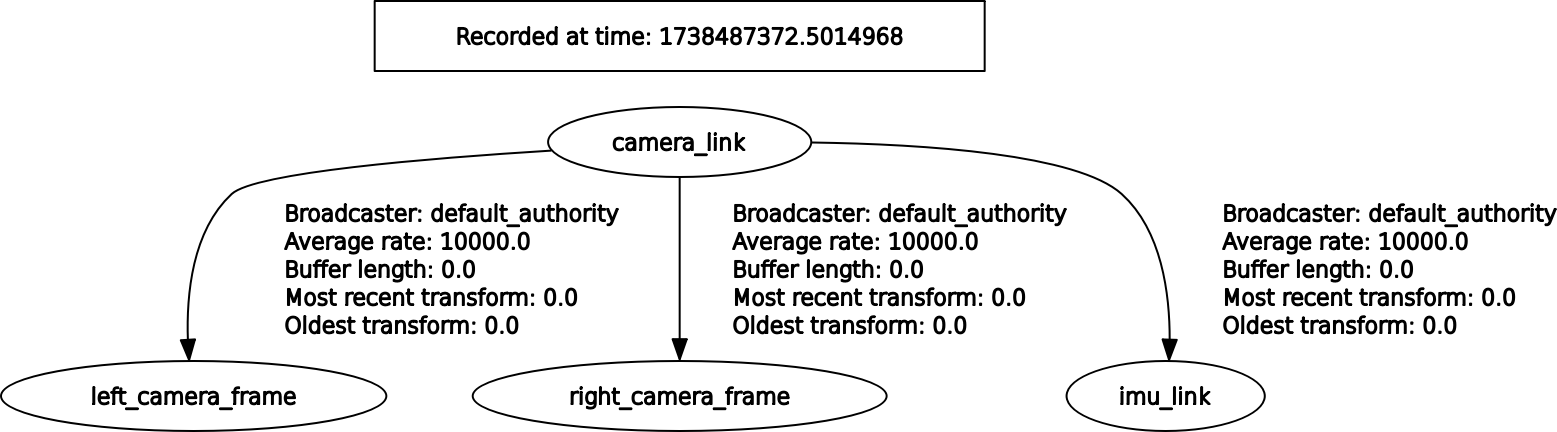 Recorded at time: 1738487372.5014968
camera_link
Broadcaster: default_authority
Average rate: 10000.0
Buffer length: 0.0
Most recent transform: 0.0
Oldest transform: 0.0
Broadcaster: default_authority
Average rate: 10000.0
Buffer length: 0.0
Most recent transform: 0.0
Oldest transform: 0.0
Broadcaster: default_authority
Average rate: 10000.0
Buffer length: 0.0
Most recent transform: 0.0
Oldest transform: 0.0
left_camera_frame
right_camera_frame
imu_link